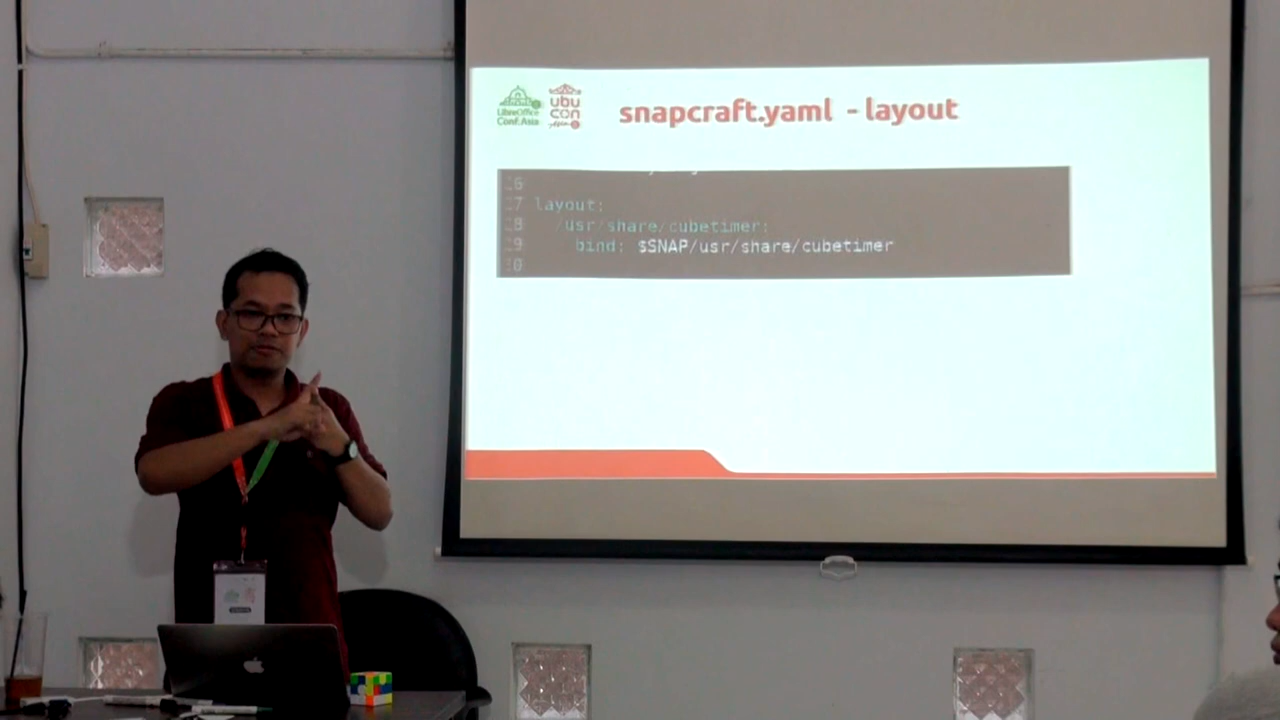 LibreOffice
Conf.Asia
ubu
con
asia
snapcraft.yaml - layout
26
27 layout:
28 /usr/share/cubetimer:
29 bind: $SNAP/usr/share/cubetimer
30